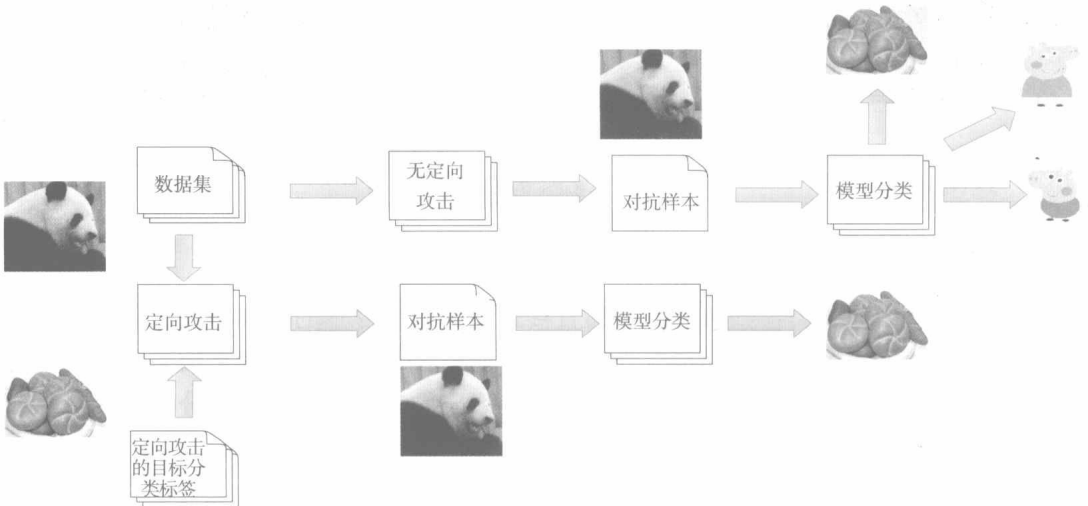 数据集
无定向
攻击
对抗样本
模型分类
定向攻击
对抗样本
模型分类
定向攻击
的目标分
类标签